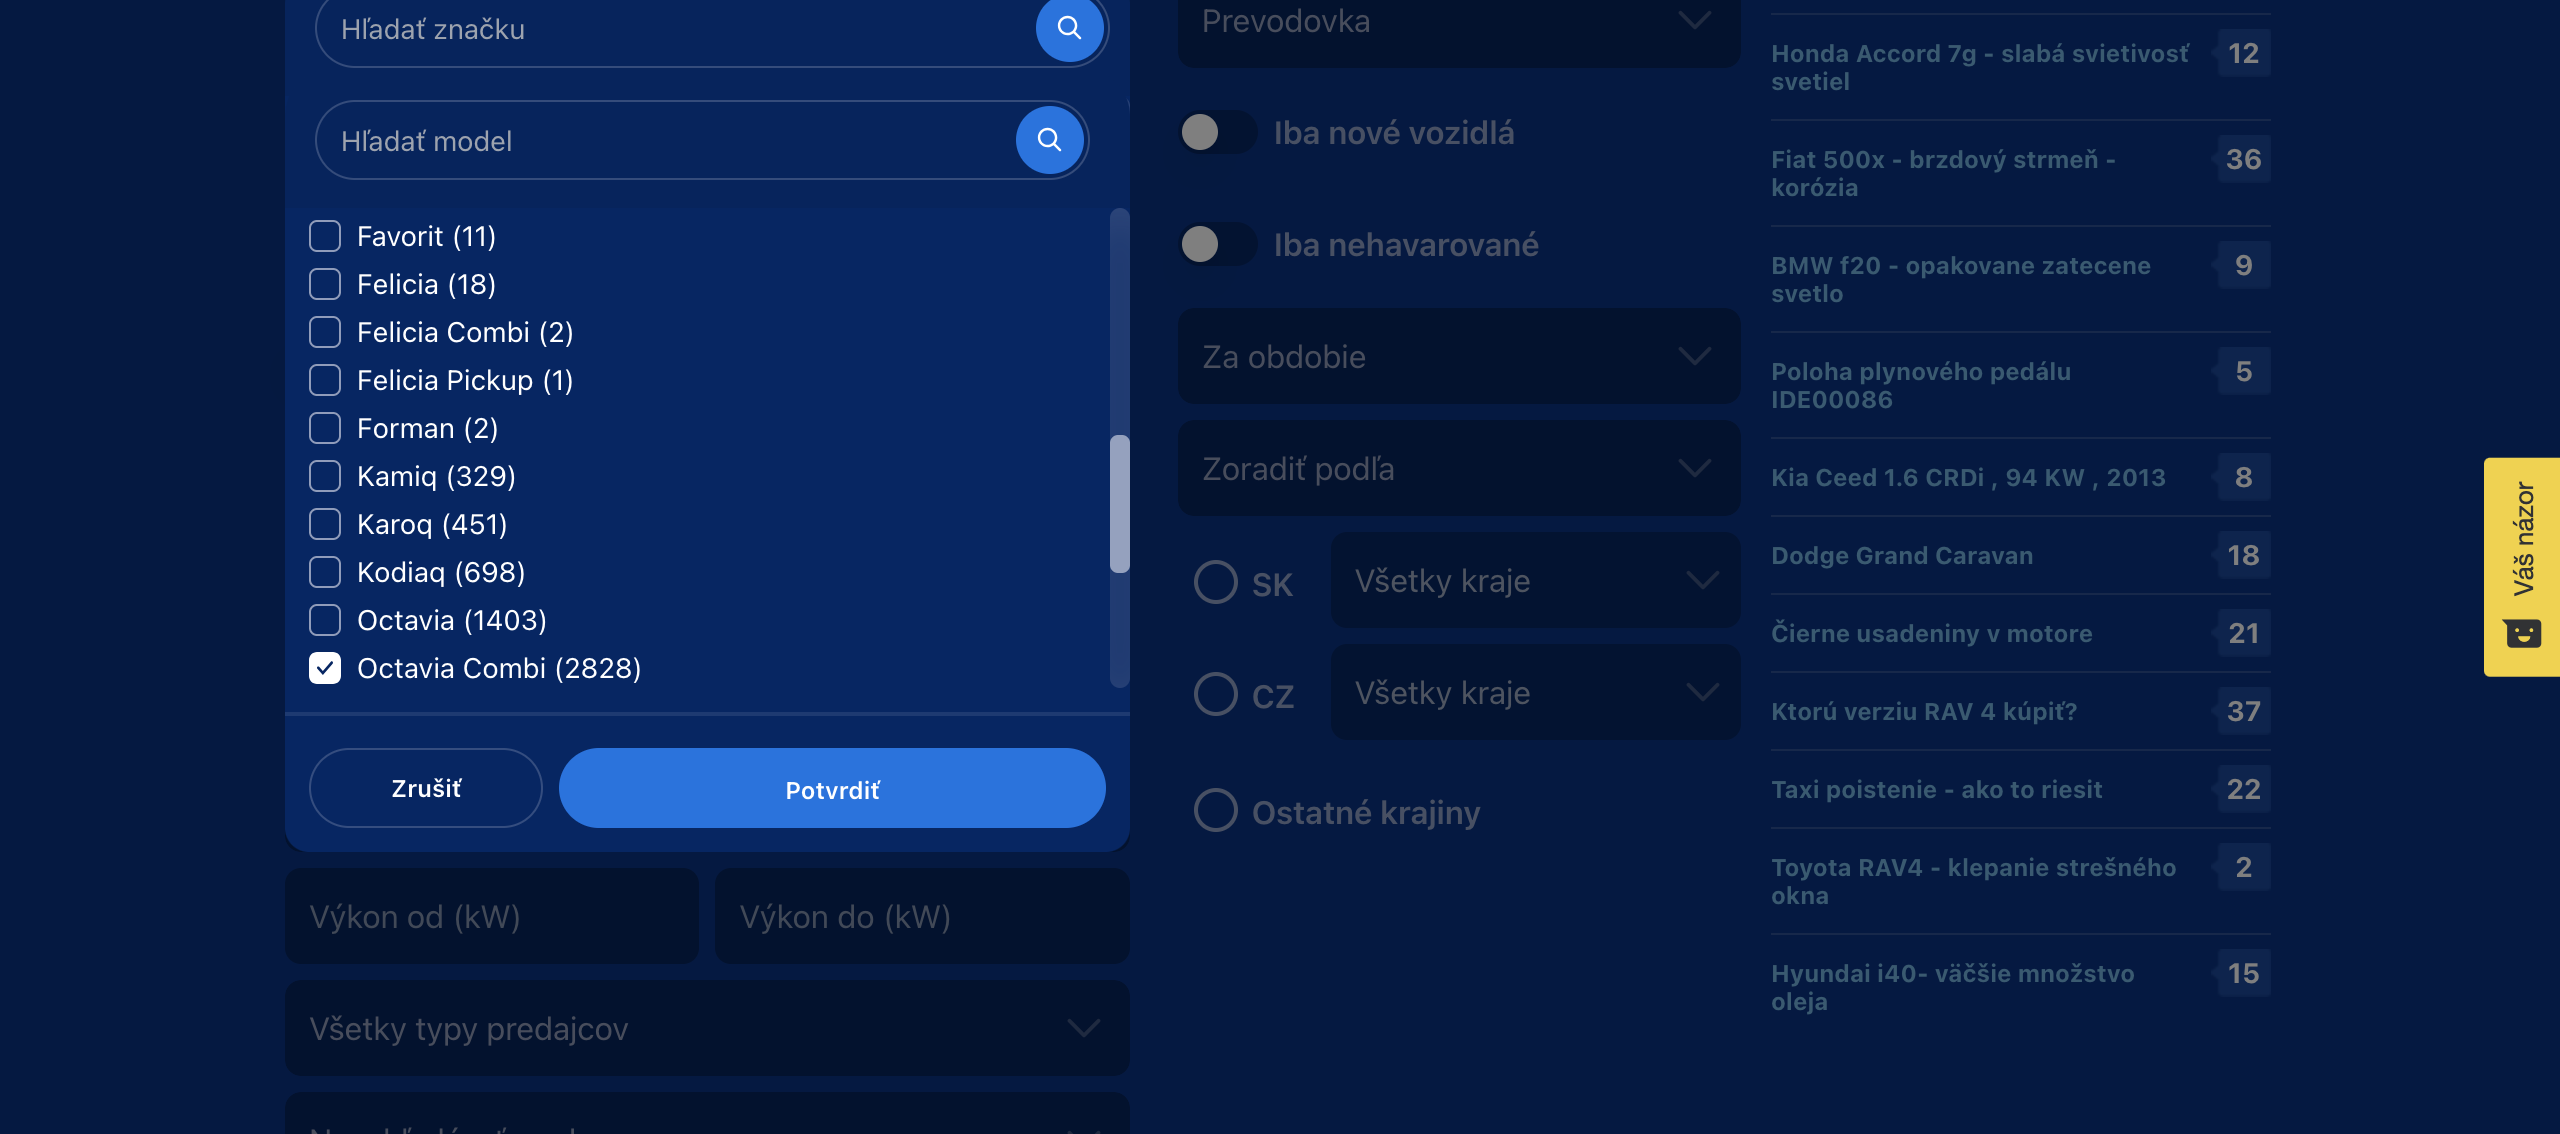 Hľadať značku
Hľadať model
Favorit (11)
Felicia (18)
Felicia Combi (2)
Felicia Pickup (1)
Forman (2)
Kamiq (329)
Karoq (451)
Kodiaq (698)
Octavia (1403)
Octavia Combi (2828)
Zrušiť
Potvrdiť
Výkon od (kW)
Výkon do (kW)
Všetky typy predajcov
Prevodovka
Iba nové vozidlá
Iba nehavarované
Za obdobie
Zoradiť podľa
SK
Všetky kraje
CZ
Všetky kraje
Ostatné krajiny
Honda Accord 7g - slabá svietivosť
svetiel
12
Fiat 500x - brzdový strmeň -
korózia
36
BMW f20 - opakovane zatecene
svetlo
9
Poloha plynového pedálu
IDE00086
5
Kia Ceed 1.6 CRDi , 94 KW , 2013
8
Dodge Grand Caravan
18
Čierne usadeniny v motore
21
Ktorú verziu RAV 4 kúpiť?
37
Taxi poistenie - ako to riesit
22
Toyota RAV4 - klepanie strešného
okna
2
Hyundai i40- väčšie množstvo
oleja
15
Váš názor